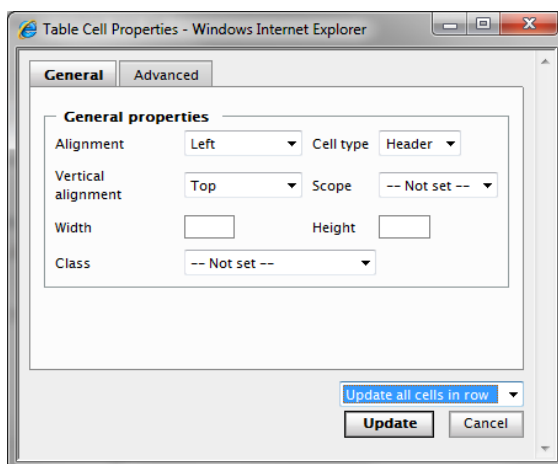 Table Cell Properties - Windows Internet Explorer
General Advanced
General properties
Alignment Left Cell type Header
Vertical alignment Top Scope -- Not set --
Width Height
Class -- Not set --
Update all cells in row
Update Cancel